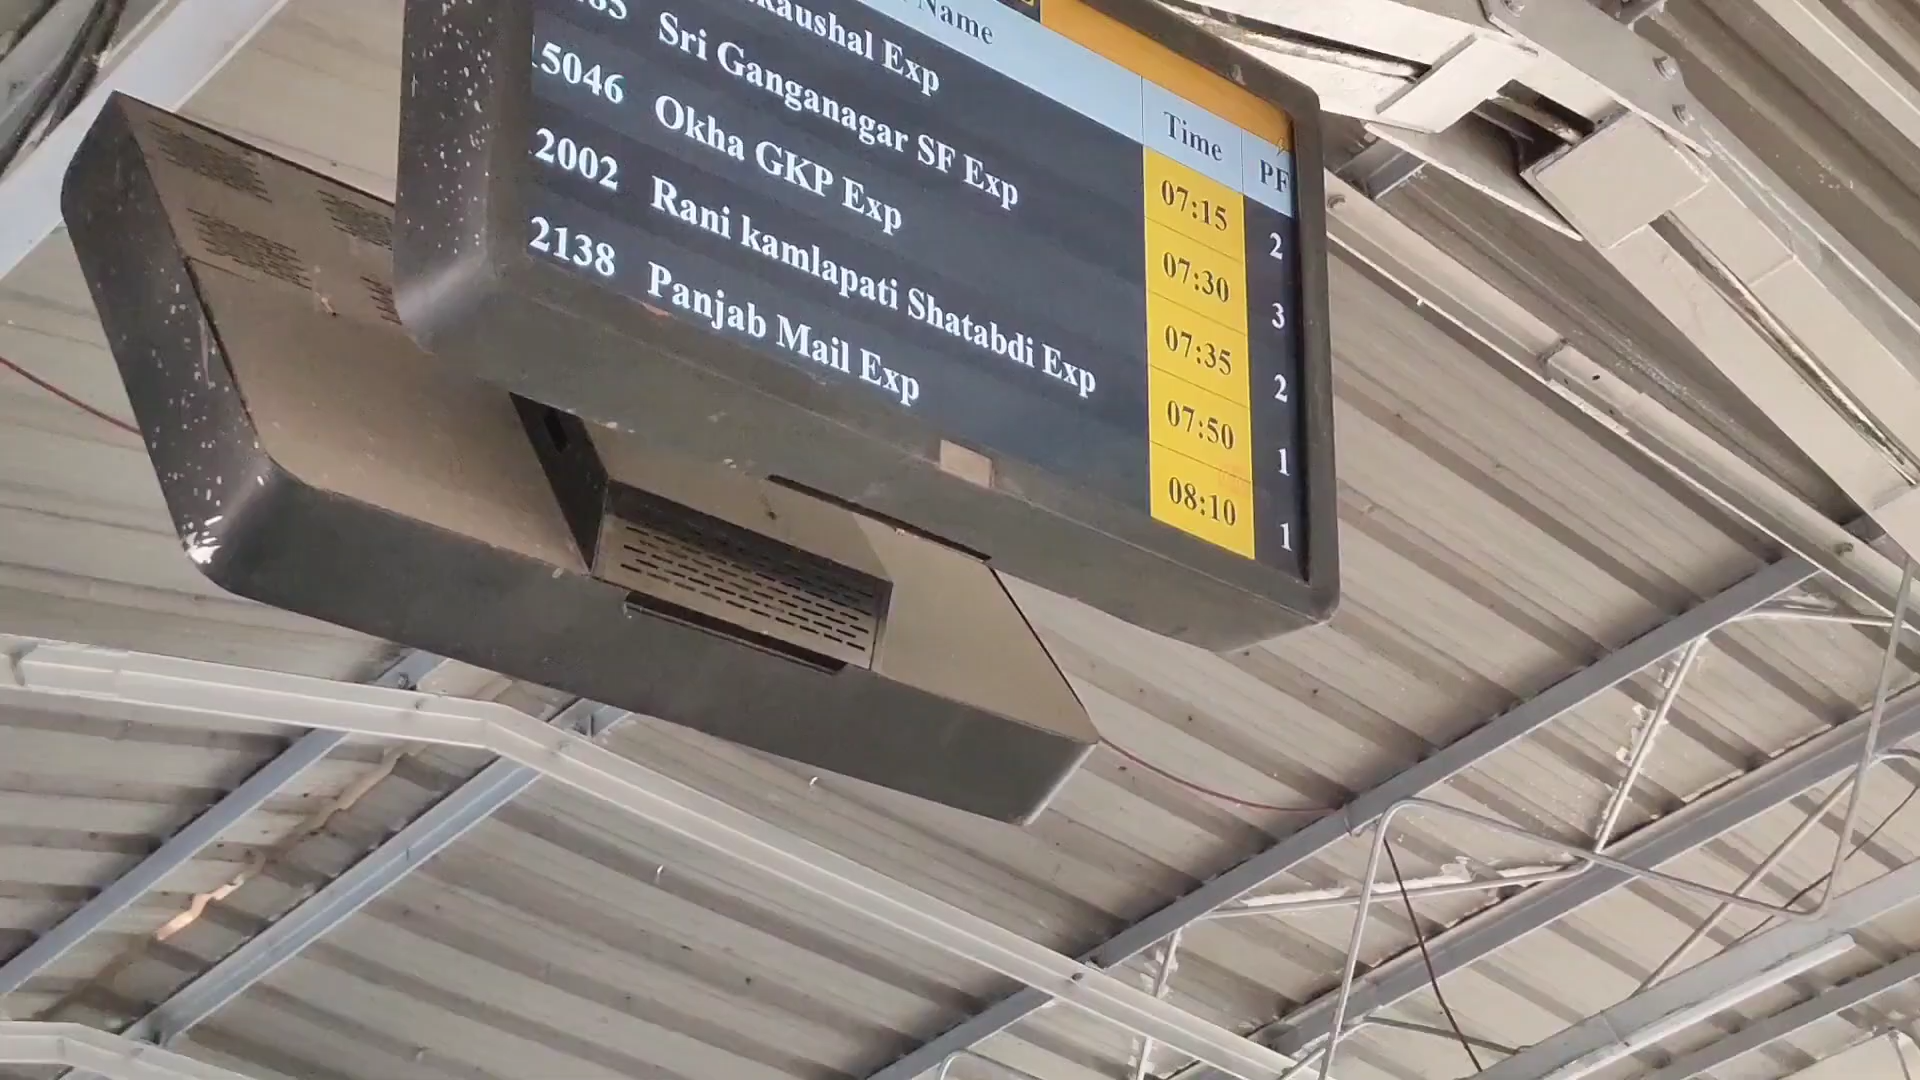 Name Time PF
Exp 07:15 2
Sri Ganganagar SF Exp 07:30 3
15046 Okha GKP Exp 07:35 2
2002 Rani kamlapati Shatabdi Exp 07:50 1
2138 Panjab Mail Exp 08:10 1